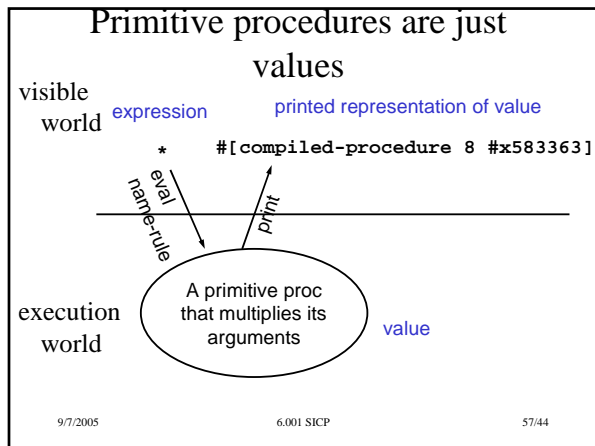 Primitive procedures are just
values
visible
world
expression
printed representation of value
*
#[compiled-procedure 8 #x583363]
eval
name-rule
print
A primitive proc
that multiplies its
arguments
execution
world
value
9/7/2005
6.001 SICP
57/44